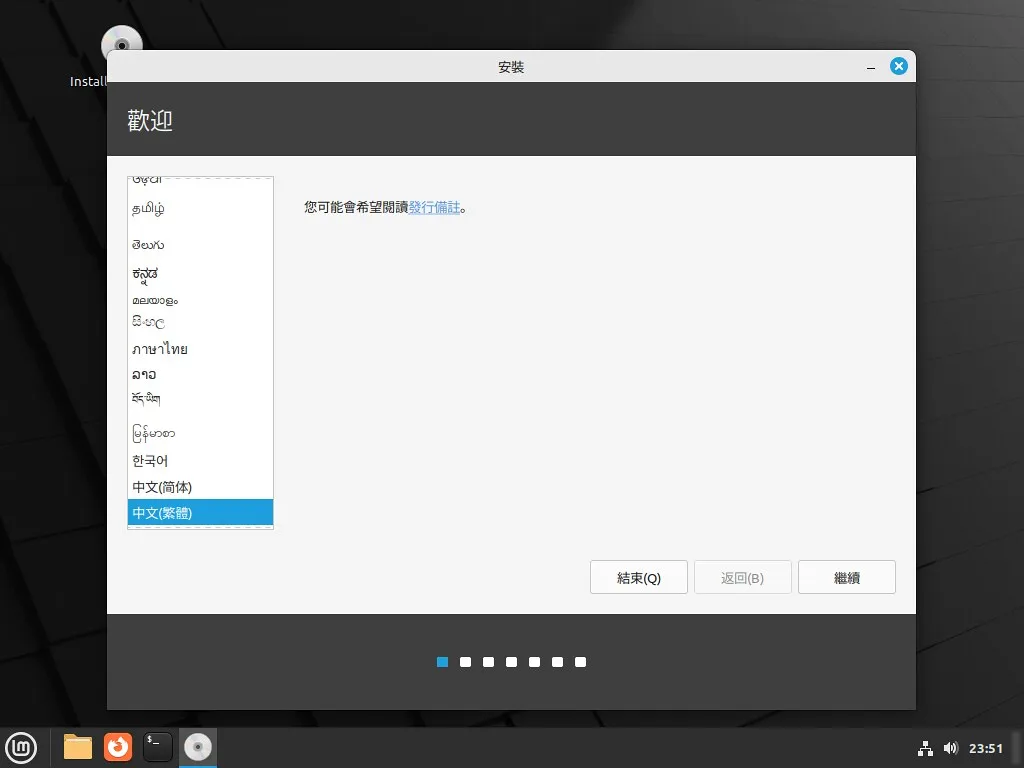 安裝
Install
歡迎
தமிழ்
తెలుగు
ಕನ್ನಡ
മലയാളം
සිංහල
ภาษาไทย
ລາວ
བོད་ཡིག
မြန်မာစာ
한국어
中文(简体)
中文(繁體)
您可能會希望閱讀發行備註。
結束(Q)
返回(B)
繼續
$_
23:51